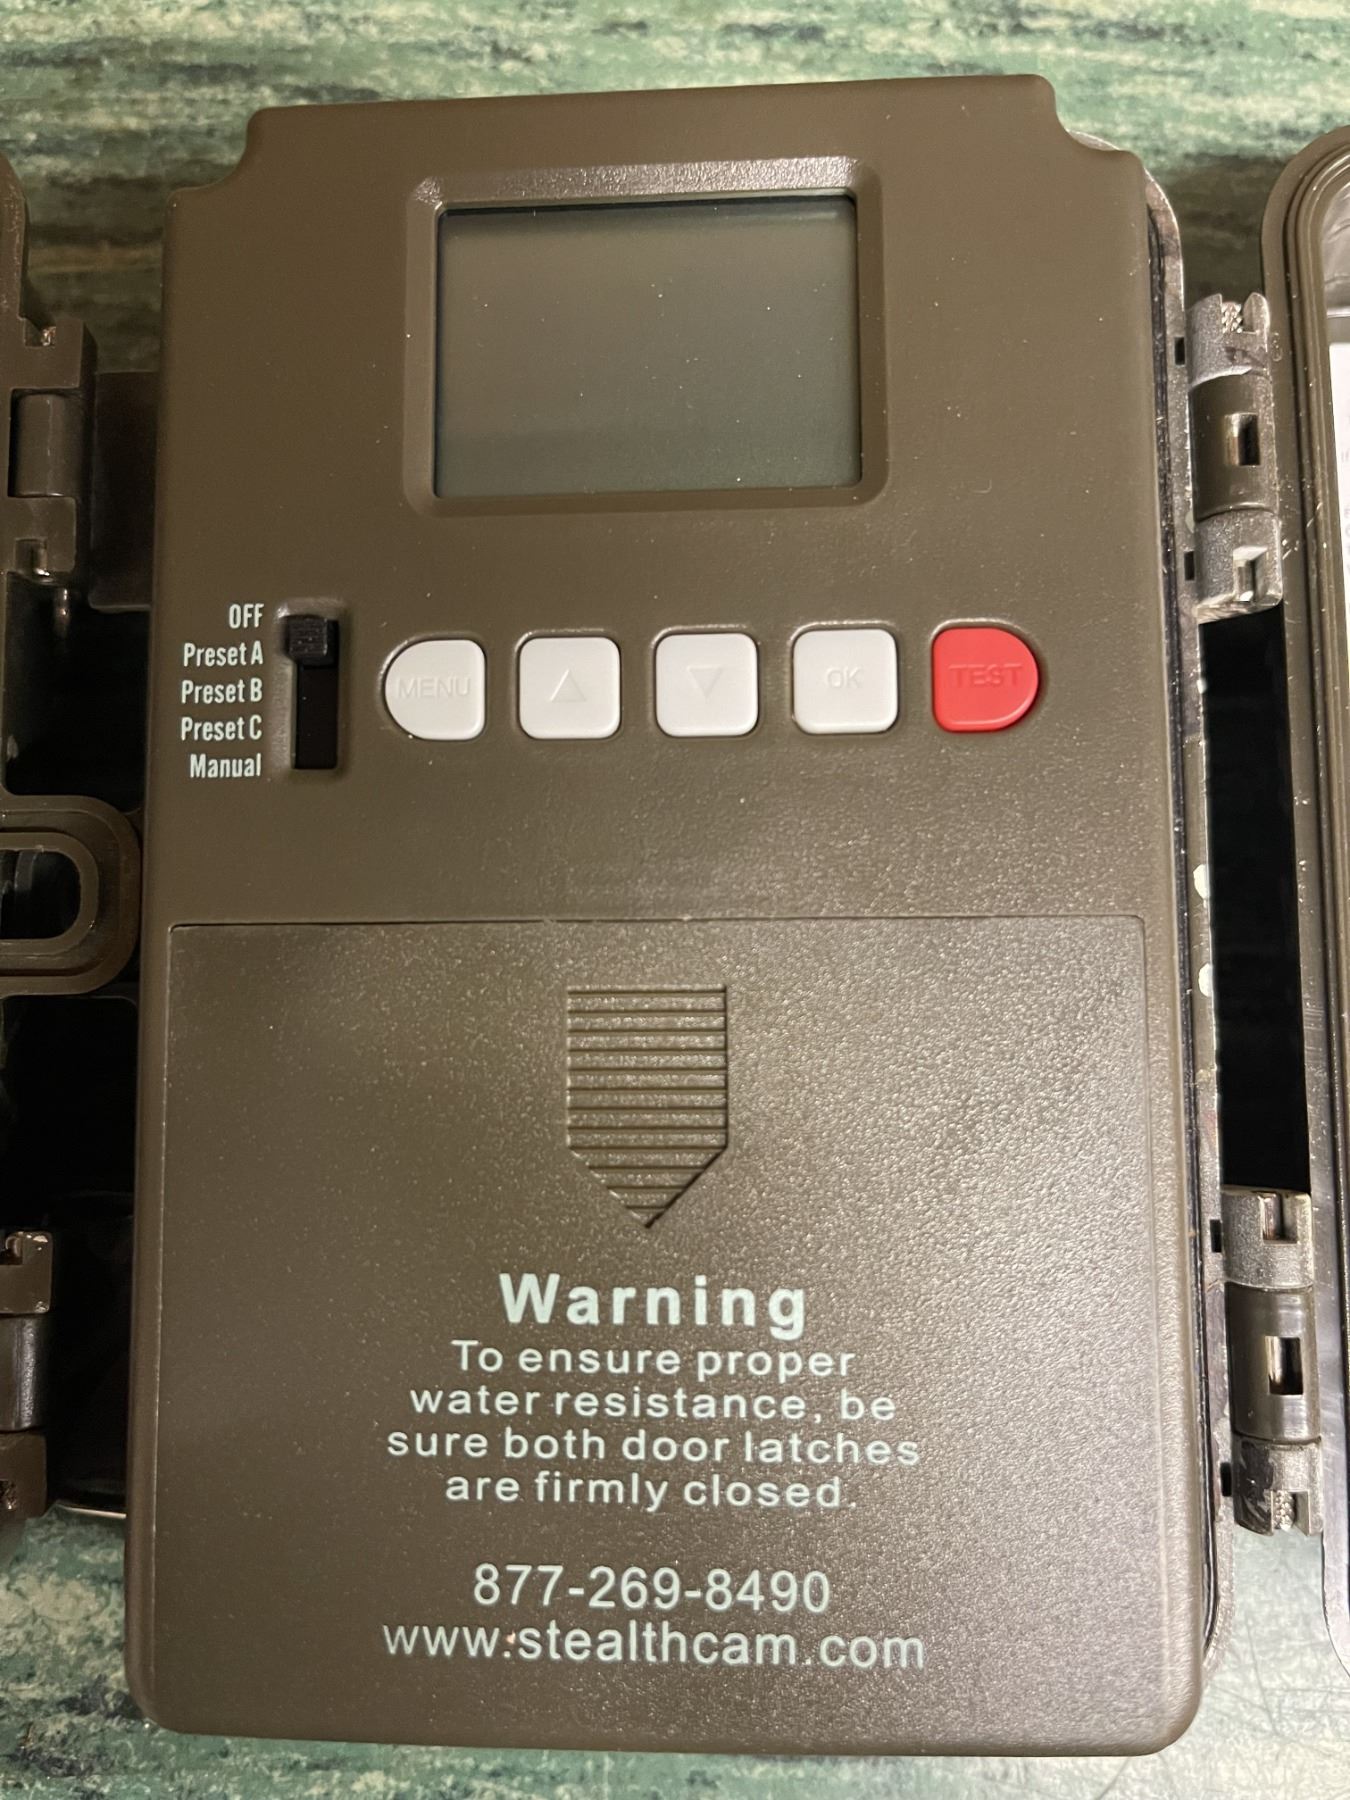 OFF
Preset A
Preset B
Preset C
Manual
MENU
OK
TEST
Warning
To ensure proper
water resistance, be
sure both door latches
are firmly closed.
877-269-8490
www.stealthcam.com